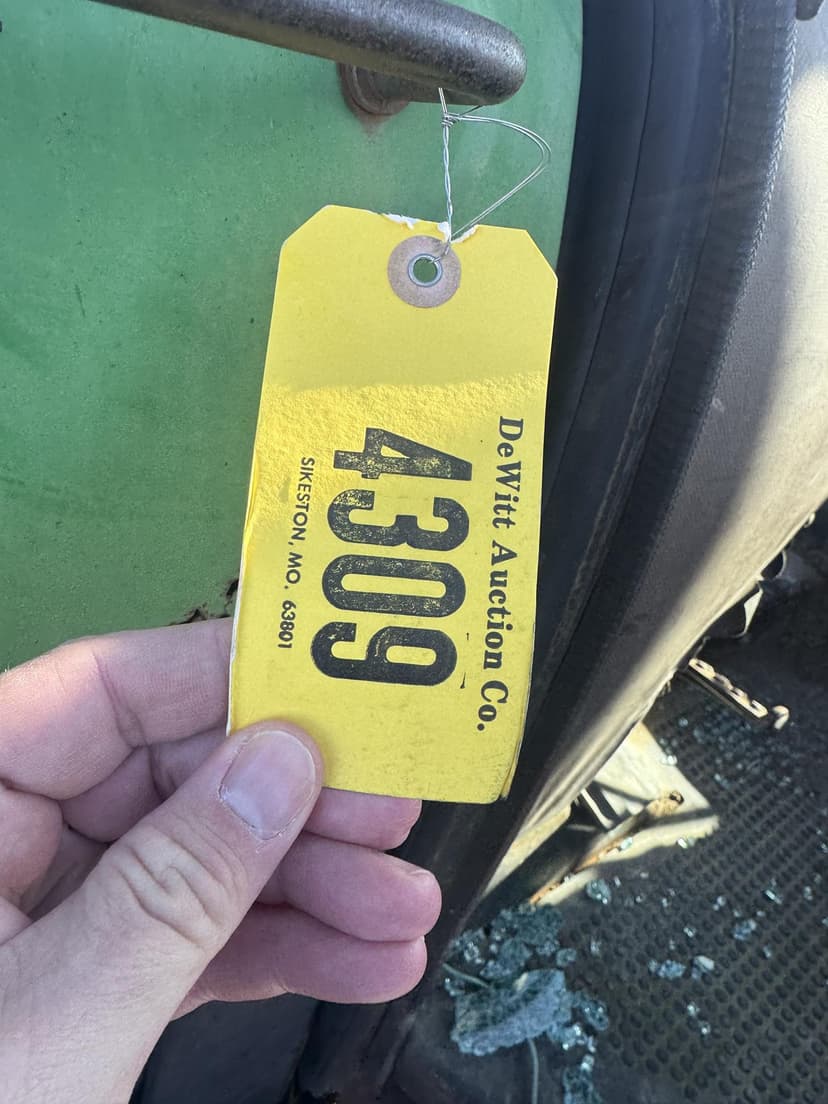 DeWitt Auction Co.
4309
SIKESTON, MO. 63801